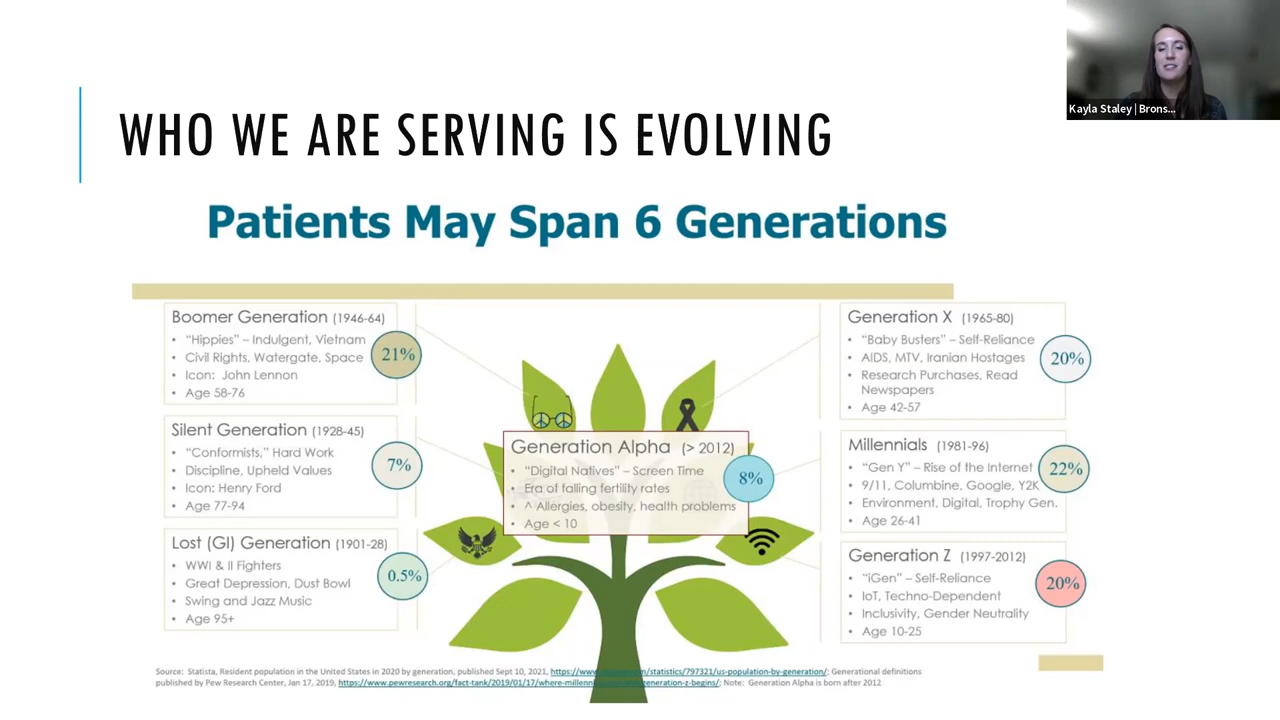 Kayla Staley | Brons...
WHO WE ARE SERVING IS EVOLVING
Patients May Span 6 Generations
Boomer Generation (1946-64)
• "Hippies" – Indulgent, Vietnam
• Civil Rights, Watergate, Space
• Icon: John Lennon
• Age 58-76
21%
Silent Generation (1928-45)
• "Conformists," Hard Work
• Discipline, Upheld Values
• Icon: Henry Ford
• Age 77-94
7%
Lost (GI) Generation (1901-28)
• WWI & II Fighters
• Great Depression, Dust Bowl
• Swing and Jazz Music
• Age 95+
0.5%
Generation Alpha (> 2012)
• "Digital Natives" – Screen Time
• Era of falling fertility rates
• ^ Allergies, obesity, health problems
• Age < 10
8%
Generation X (1965-80)
• "Baby Busters" – Self-Reliance
• AIDS, MTV, Iranian Hostages
• Research Purchases, Read
Newspapers
• Age 42-57
20%
Millennials (1981-96)
• "Gen Y" – Rise of the Internet
• 9/11, Columbine, Google, Y2K
• Environment, Digital, Trophy Gen.
• Age 26-41
22%
Generation Z (1997-2012)
• "iGen" – Self-Reliance
• IoT, Techno-Dependent
• Inclusivity, Gender Neutrality
• Age 10-25
20%
Source: Statista, Resident population in the United States in 2020 by generation, published Sept 10, 2021, /statistics/797321/us-population-by-generation/; Generational definitions
published by Pew Research Center, Jan 17, 2019, https://www.pewresearch.org/fact-tank/2019/01/17/where-millenn generation-z-begins/; Note: Generation Alpha is born after 2012